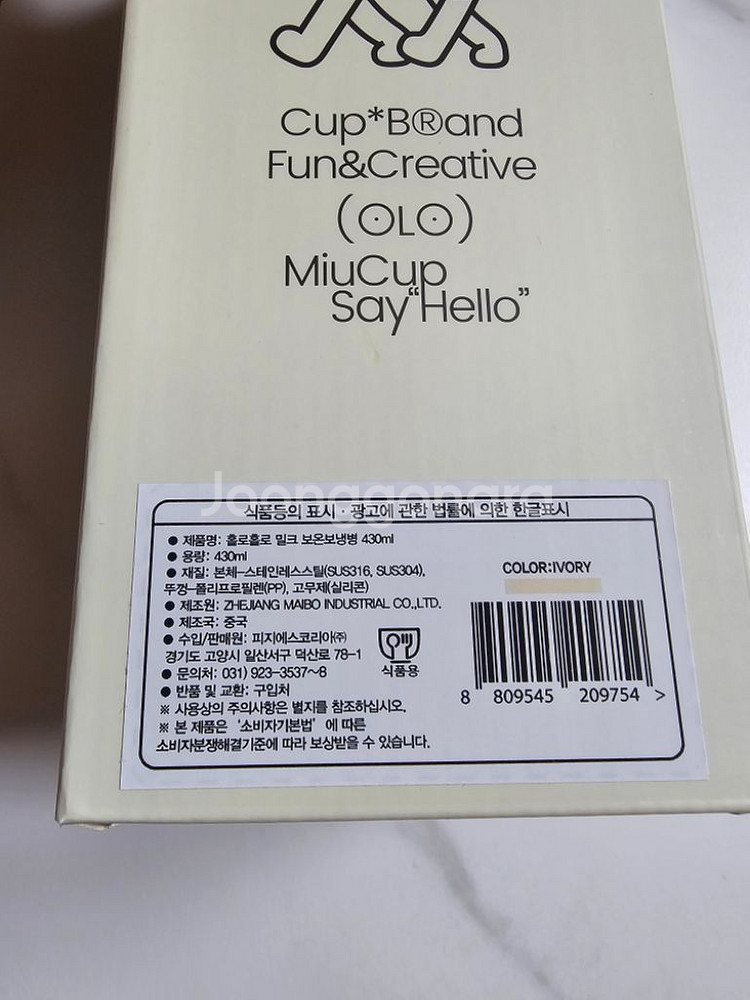 Cup*B®and
Fun&Creative
(OLO)
MiuCup
Say"Hello"
Joonggonara
식품등의 표시·광고에 관한 법률에 의한 한글표시
● 제품명: 홀로홀로 밀크 보온보냉병 430ml
● 용량: 430ml
● 재질: 본체-스테인레스스틸(SUS316, SUS304),
뚜껑-폴리프로필렌(PP), 고무제(실리콘)
● 제조원: ZHEJIANG MAIBO INDUSTRIAL CO.,LTD.
● 제조국: 중국
● 수입/판매원: 피지에스코리아㈜
경기도 고양시 일산서구 덕산로 78-1
● 문의처: 031) 923-3537~8
● 반품 및 교환: 구입처
※ 사용상의 주의사항은 별지를 참조하십시오.
※ 본 제품은 '소비자기본법' 에 따른
소비자분쟁해결기준에 따라 보상받을 수 있습니다.
식품용
COLOR:IVORY
8 809545 209754 >